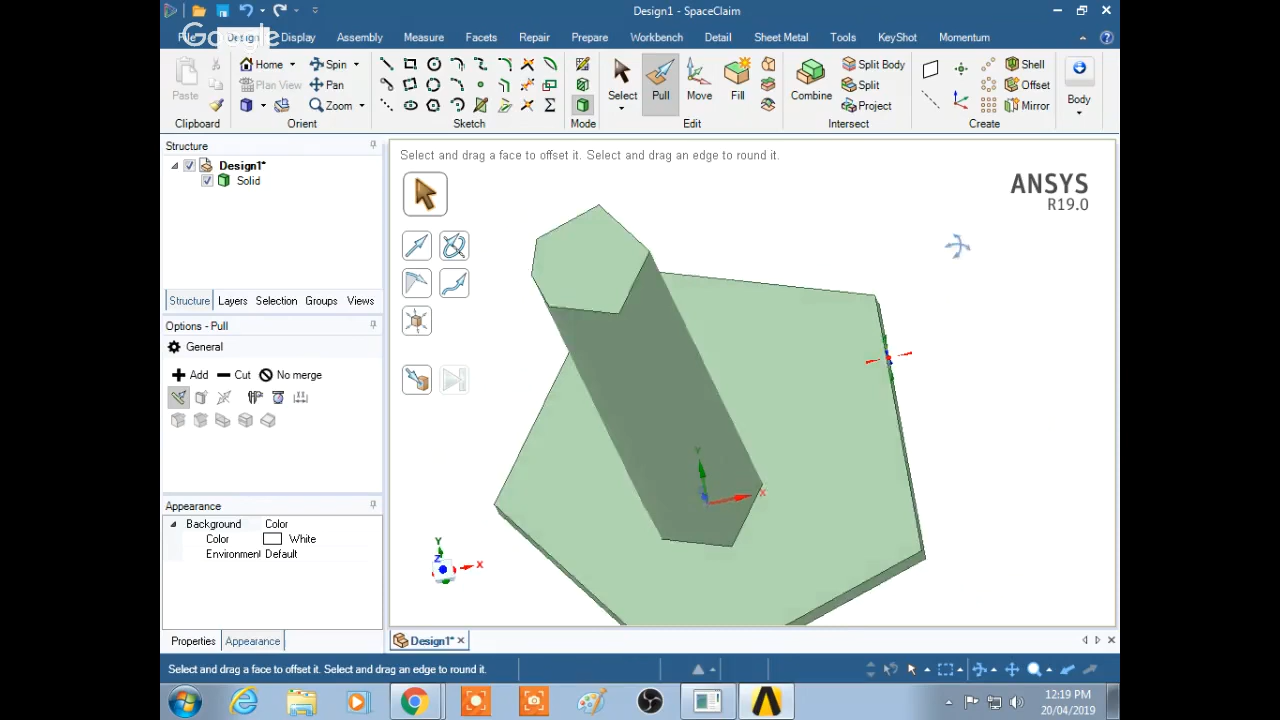 Design1 - SpaceClaim
Google
File Design Display Assembly Measure Facets Repair Prepare Workbench Detail Sheet Metal Tools KeyShot Momentum
Paste
Home Spin
Plan View Pan
Zoom
Select Pull Move Fill
Combine
Split Body
Split
Project
Shell
Offset
Mirror
Body
Clipboard Orient Sketch Mode Edit Intersect Create
Structure
Design1*
Solid
Structure Layers Selection Groups Views
Options - Pull
General
Add Cut No merge
Appearance
Background Color
Color White
Environment Default
Properties Appearance
Select and drag a face to offset it. Select and drag an edge to round it.
ANSYS
R19.0
Y
X
Y
Z
X
Design1*
Select and drag a face to offset it. Select and drag an edge to round it.
12:19 PM
20/04/2019